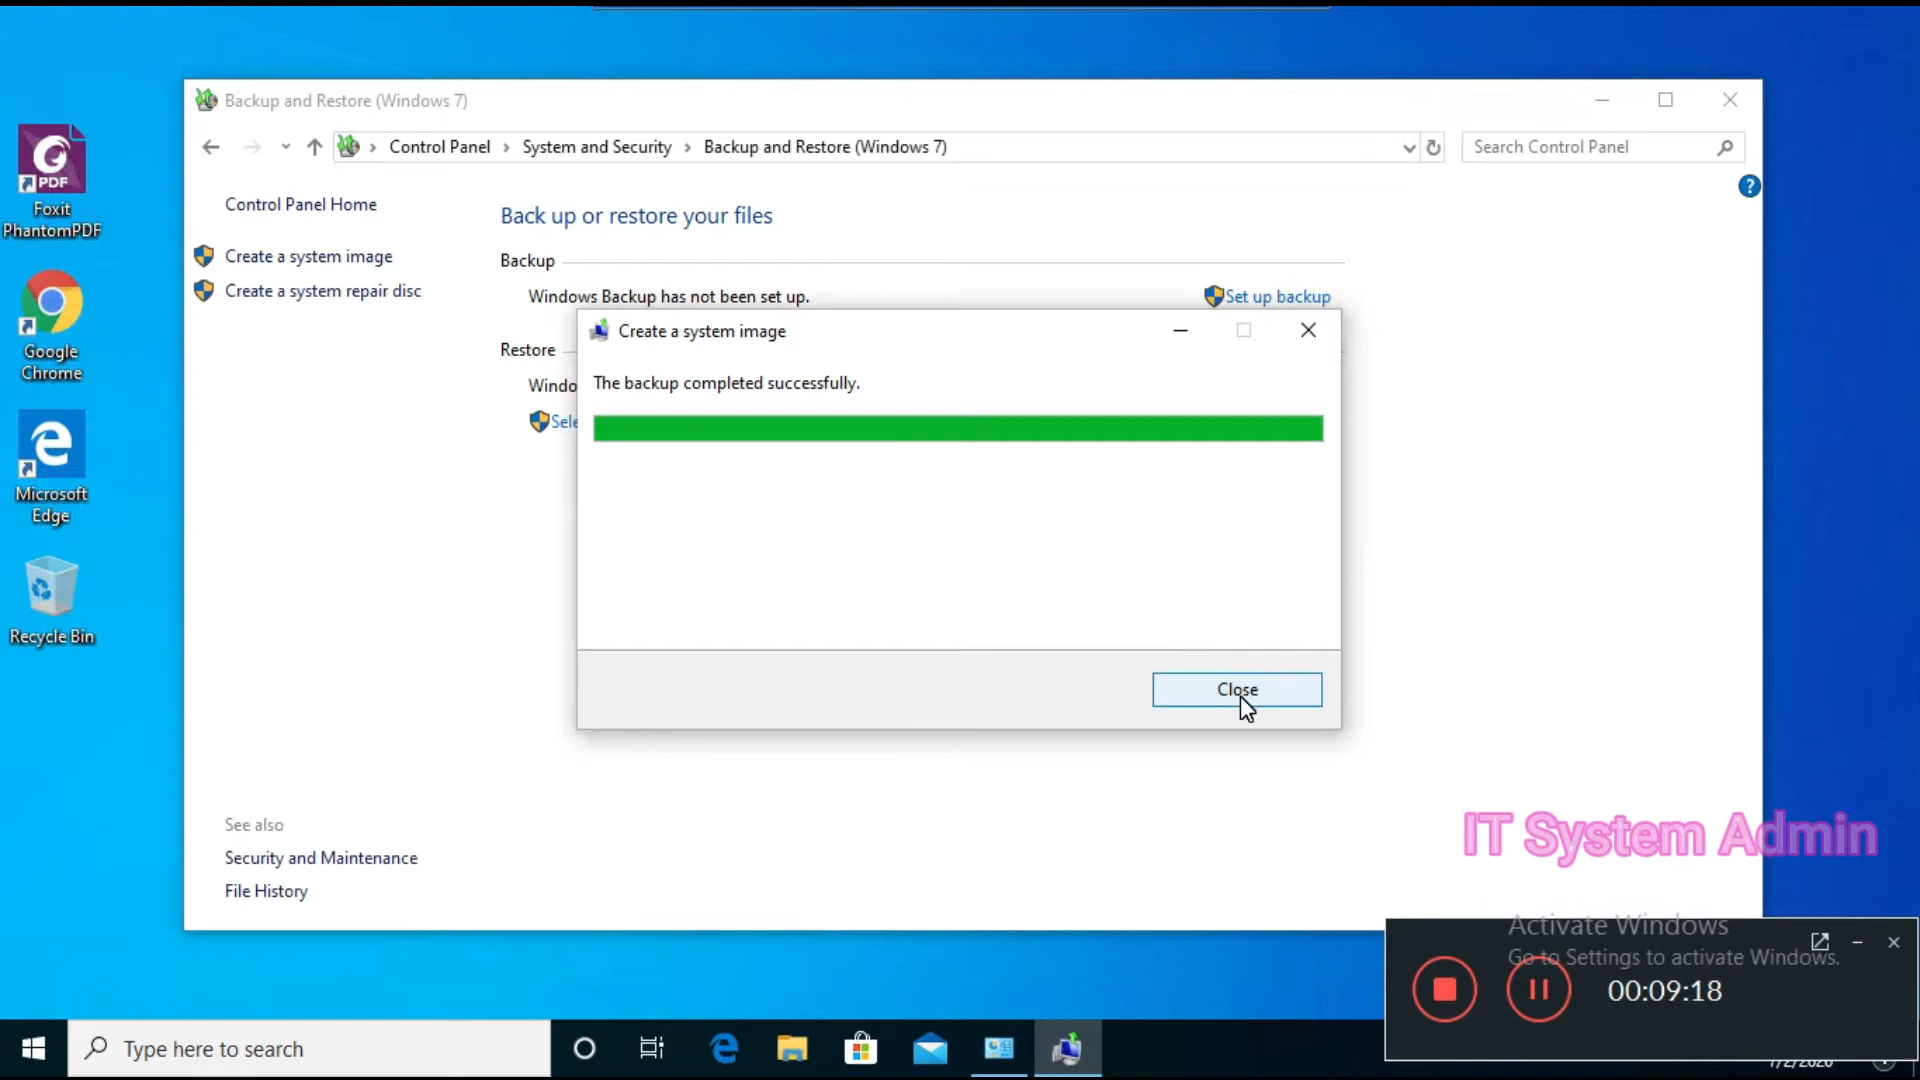 Backup and Restore (Windows 7)
Control Panel
System and Security
Backup and Restore (Windows 7)
Search Control Panel
?
PDF
Foxit
PhantomPDF
Google
Chrome
Microsoft
Edge
Recycle Bin
Control Panel Home
Create a system image
Create a system repair disc
Back up or restore your files
Backup
Windows Backup has not been set up.
Set up backup
Restore
Windo
Sele
Create a system image
The backup completed successfully.
Close
See also
Security and Maintenance
File History
IT System Admin
Activate Windows
Go to Settings to activate Windows.
00:09:18
Type here to search